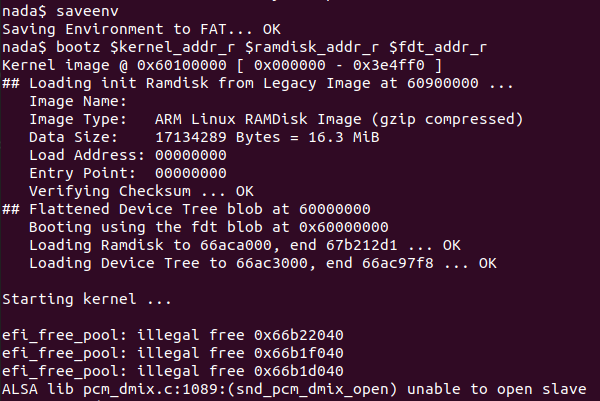 nada$ saveenv
Saving Environment to FAT... OK
nada$ bootz $kernel_addr_r $ramdisk_addr_r $fdt_addr_r
Kernel image @ 0x60100000 [ 0x000000 - 0x3e4ff0 ]
## Loading init Ramdisk from Legacy Image at 60900000 ...
Image Name:
Image Type:   ARM Linux RAMDisk Image (gzip compressed)
Data Size:    17134289 Bytes = 16.3 MiB
Load Address: 00000000
Entry Point:  00000000
Verifying Checksum ... OK
## Flattened Device Tree blob at 60000000
Booting using the fdt blob at 0x60000000
Loading Ramdisk to 66aca000, end 67b212d1 ... OK
Loading Device Tree to 66ac3000, end 66ac97f8 ... OK
Starting kernel ...
efi_free_pool: illegal free 0x66b22040
efi_free_pool: illegal free 0x66b1f040
efi_free_pool: illegal free 0x66b1d040
ALSA lib pcm_dmix.c:1089:(snd_pcm_dmix_open) unable to open slave